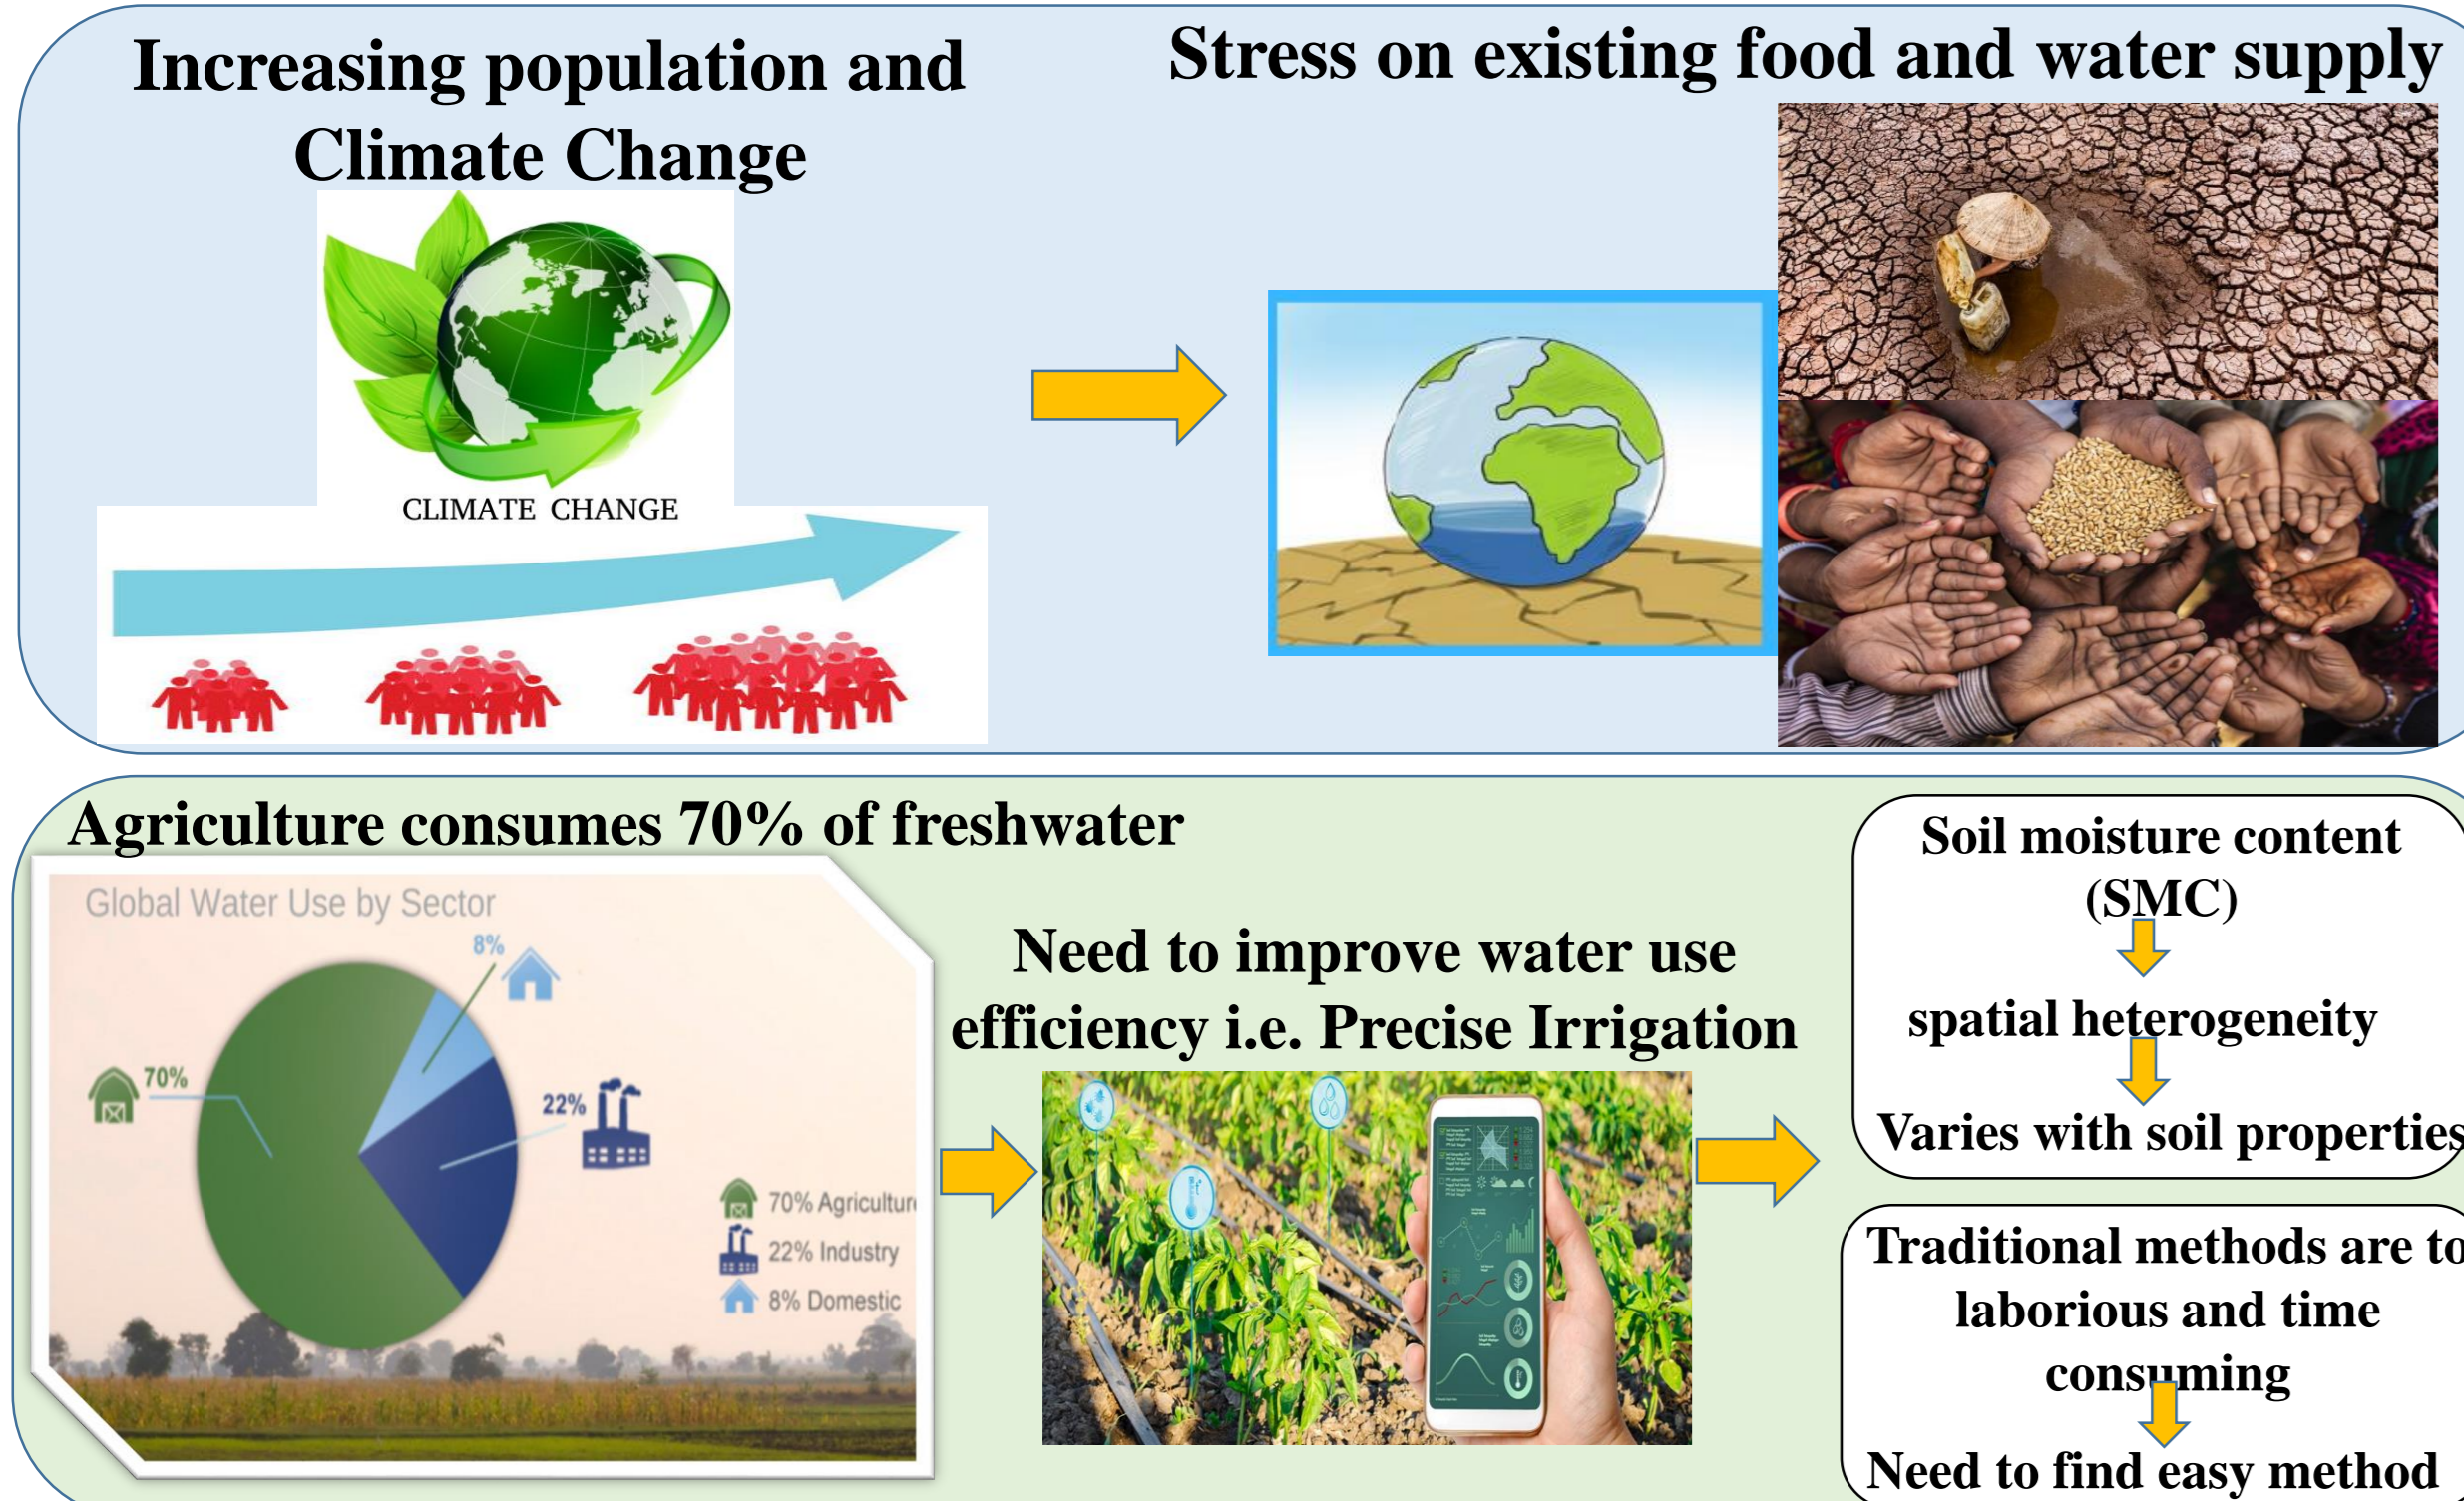 Increasing population and
Climate Change
Stress on existing food and water supply
CLIMATE CHANGE
Agriculture consumes 70% of freshwater
Global Water Use by Sector
8%
70%
22%
70% Agriculture
22% Industry
8% Domestic
Need to improve water use
efficiency i.e. Precise Irrigation
Soil moisture content
(SMC)
spatial heterogeneity
Varies with soil properties
Traditional methods are to
laborious and time
consuming
Need to find easy method